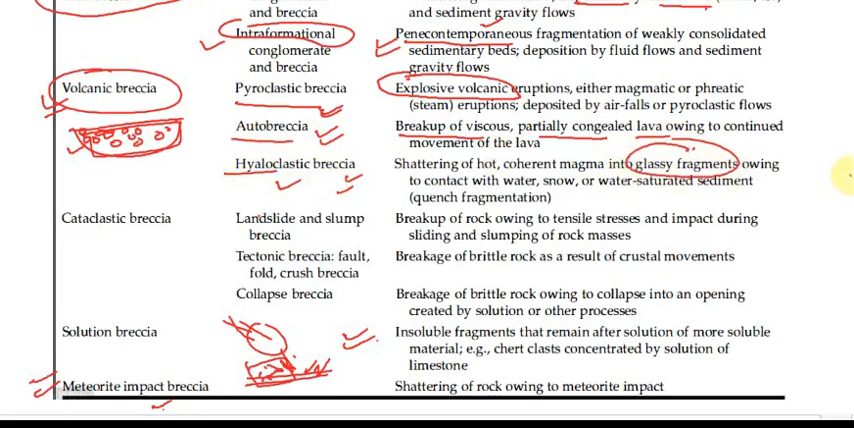 and breccia and sediment gravity flows
Intraformational Penecontemporaneous fragmentation of weakly consolidated
conglomerate sedimentary beds; deposition by fluid flows and sediment
and breccia gravity flows
Volcanic breccia Pyroclastic breccia Explosive volcanic eruptions, either magmatic or phreatic
(steam) eruptions; deposited by air-falls or pyroclastic flows
Autobreccia Breakup of viscous, partially congealed lava owing to continued
movement of the lava
Hyaloclastic breccia Shattering of hot, coherent magma into glassy fragments owing
to contact with water, snow, or water-saturated sediment
(quench fragmentation)
Cataclastic breccia Landslide and slump Breakup of rock owing to tensile stresses and impact during
breccia sliding and slumping of rock masses
Tectonic breccia: fault, Breakage of brittle rock as a result of crustal movements
fold, crush breccia
Collapse breccia Breakage of brittle rock owing to collapse into an opening
created by solution or other processes
Solution breccia Insoluble fragments that remain after solution of more soluble
material; e.g., chert clasts concentrated by solution of
limestone
Meteorite impact breccia Shattering of rock owing to meteorite impact